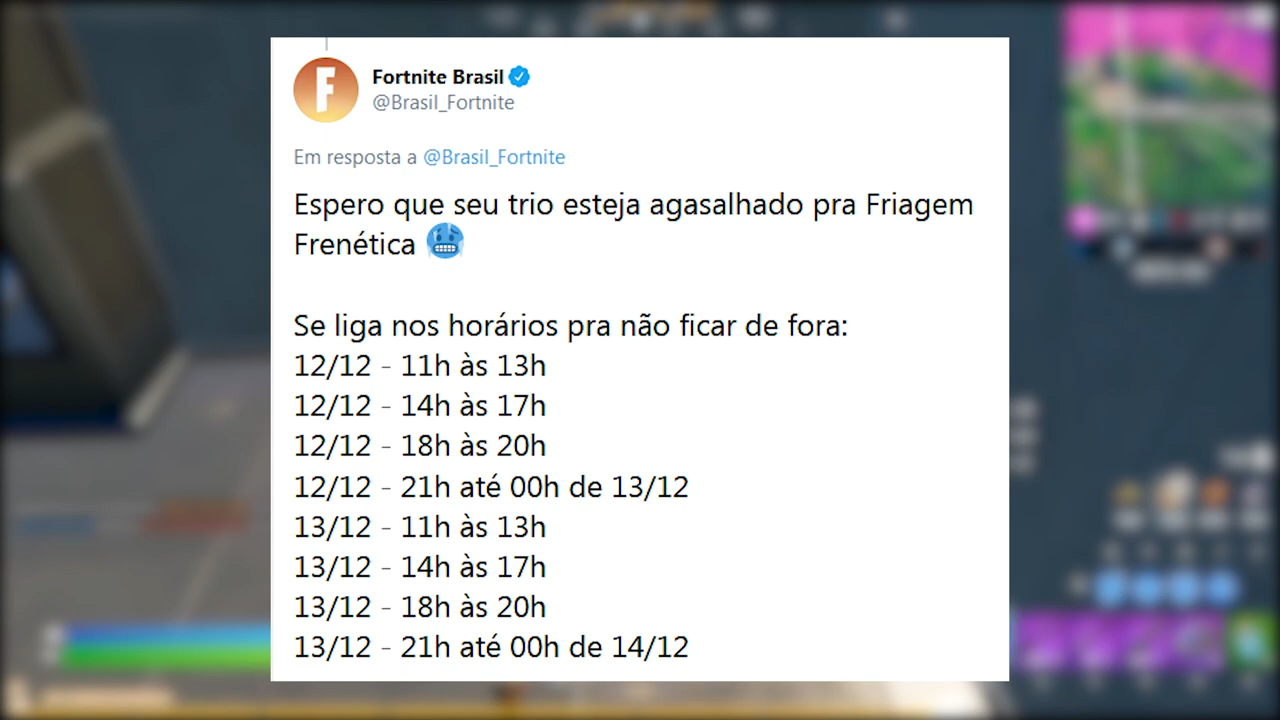 Fortnite Brasil
@Brasil_Fortnite
Em resposta a @Brasil_Fortnite
Espero que seu trio esteja agasalhado pra Friagem
Frenética 🥶
Se liga nos horários pra não ficar de fora:
12/12 - 11h às 13h
12/12 - 14h às 17h
12/12 - 18h às 20h
12/12 - 21h até 00h de 13/12
13/12 - 11h às 13h
13/12 - 14h às 17h
13/12 - 18h às 20h
13/12 - 21h até 00h de 14/12